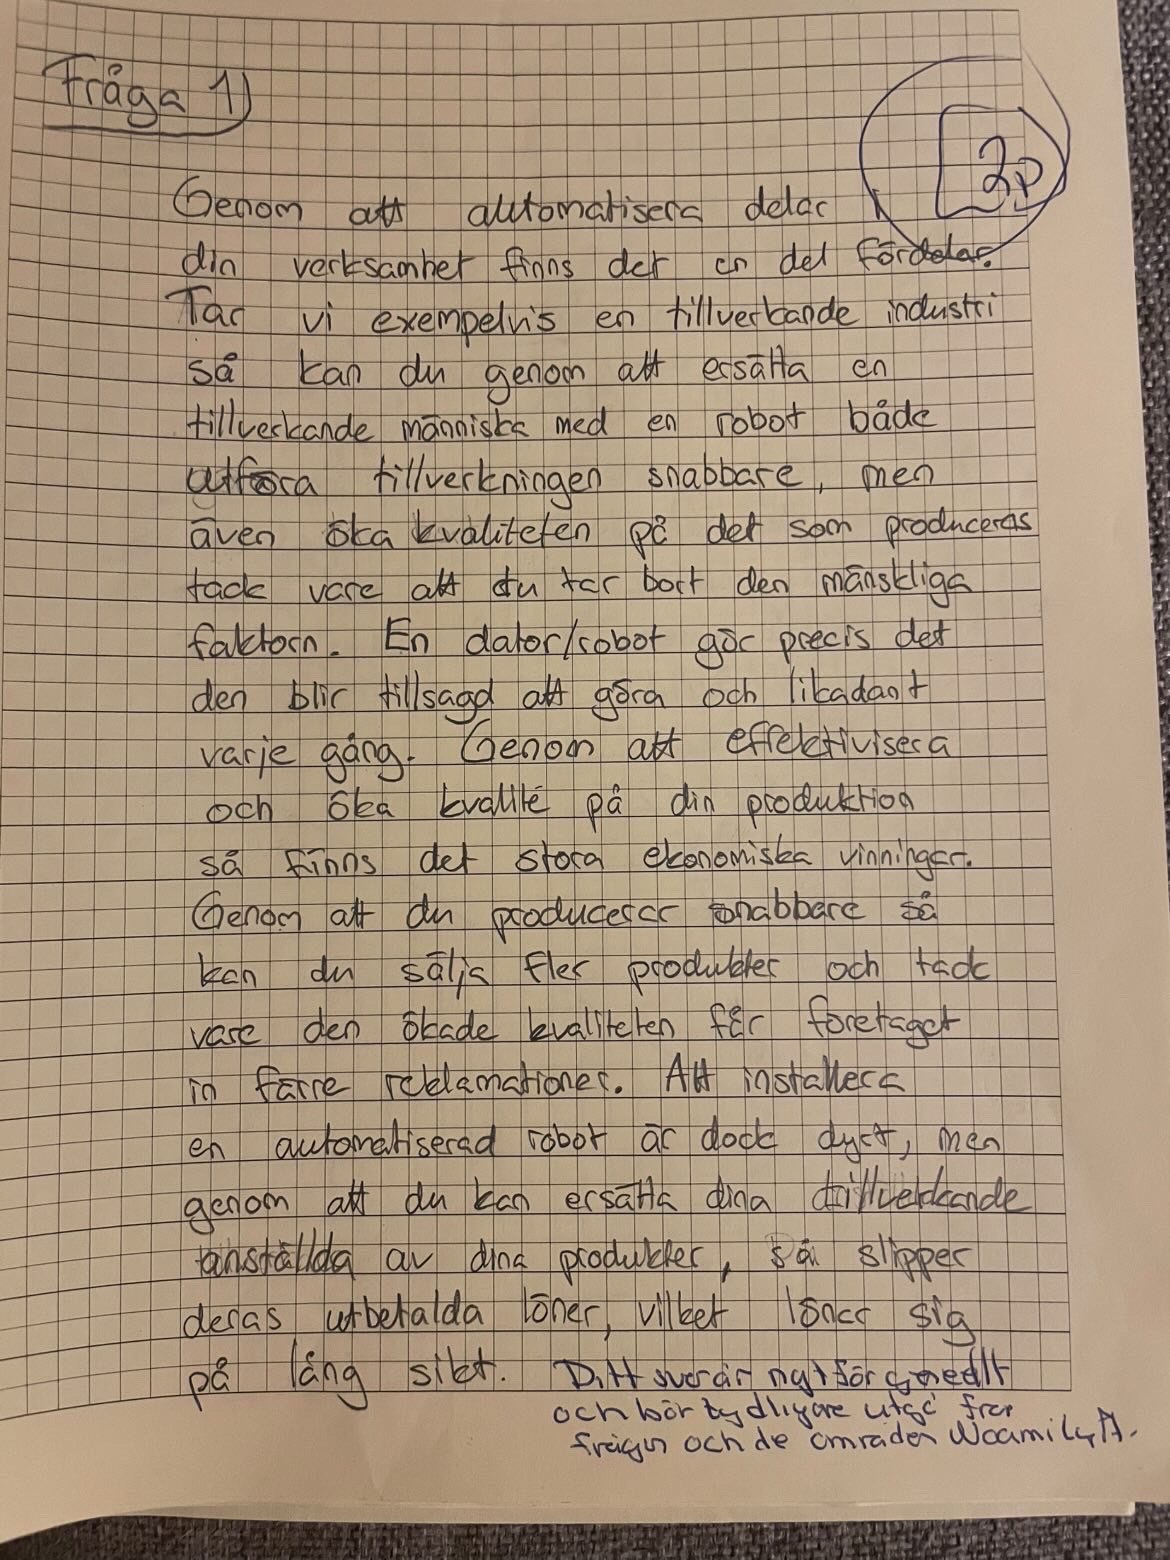 Fråga 1)
2p
Genom att automatisera delar i
din verksamhet finns det en del fördelar.
Tar vi exempelvis en tillverkande industri
så kan du genom att ersätta en
tillverkande människa med en robot både
utföra tillverkningen snabbare, men
även öka kvaliteten på det som produceras
tack vare att du tar bort den mänskliga
faktorn. En dator/robot gör precis det
den blir tillsagd att göra och likadant
varje gång. Genom att effektivisera
och öka kvalité på din produktion
så finns det stora ekonomiska vinningar.
Genom att du producerar snabbare så
kan du sälja fler produkter och tack
vare den ökade kvaliteten får företaget
in färre reklamationer. Att installera
en automatiserad robot är dock dyrt, men
genom att du kan ersätta dina tillverkande
anställda av dina produkter, så slipper
deras utbetalda löner, vilket lönar sig
på lång sikt. Ditt svar är ngt för generellt
och bör tydligare utgå från
frågan och de områden